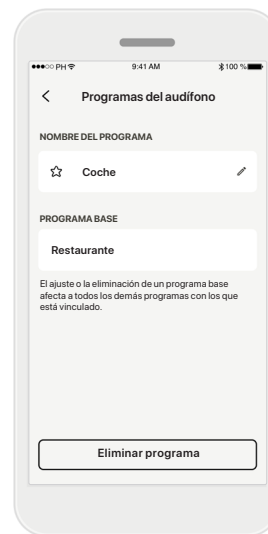 PH 9:41 AM 100 %
Programas del audífono
NOMBRE DEL PROGRAMA
Coche
PROGRAMA BASE
Restaurante
El ajuste o la eliminación de un programa base
afecta a todos los demás programas con los que
está vinculado.
Eliminar programa